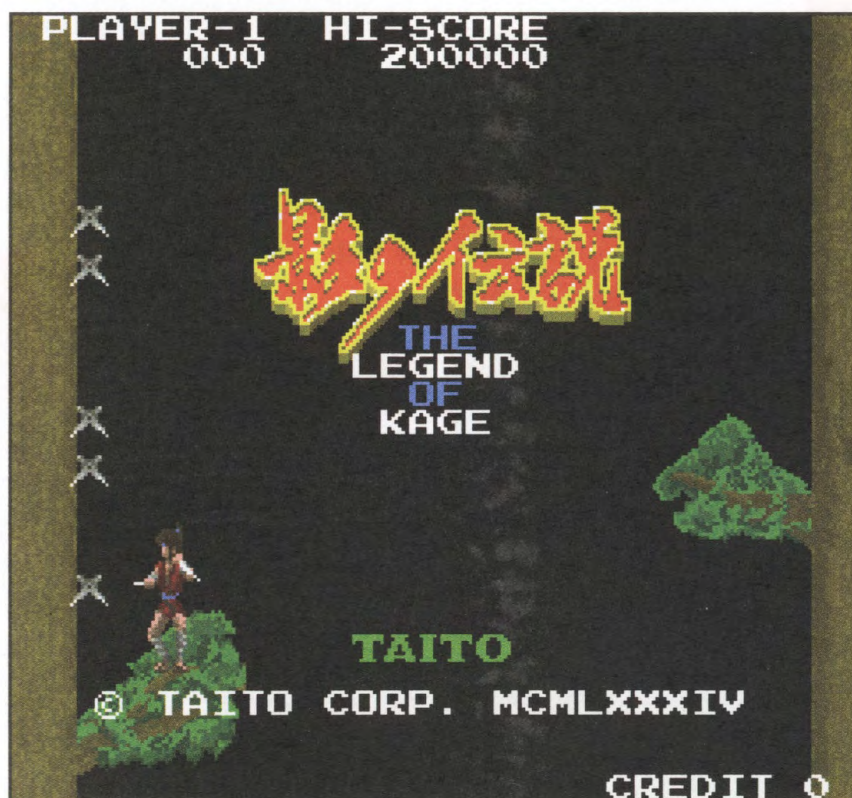 PLAYER-1 HI-SCORE
000 200000
影の伝説
THE
LEGEND
OF
KAGE
TAITO
© TAITO CORP. MCMLXXXIV
CREDIT 0